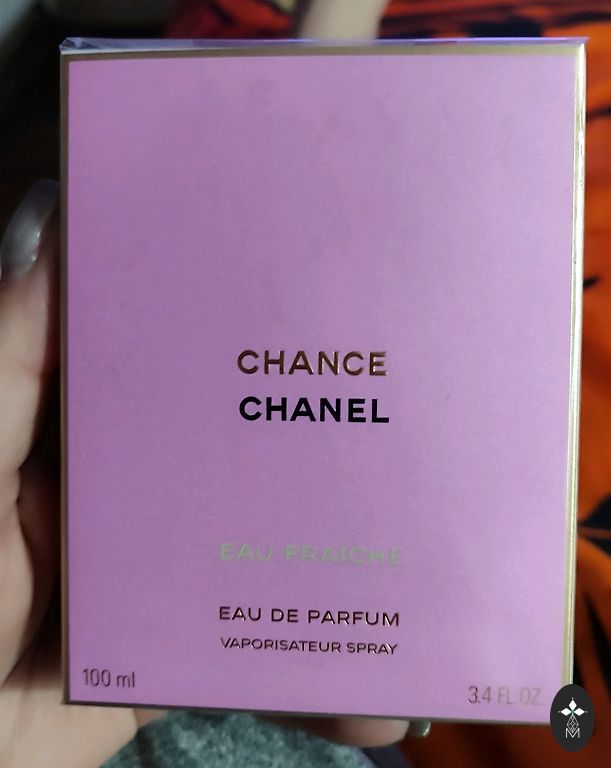 CHANCE
CHANEL
EAU FRAÎCHE
EAU DE PARFUM
VAPORISATEUR SPRAY
100 ml
3.4 FL.OZ.
M